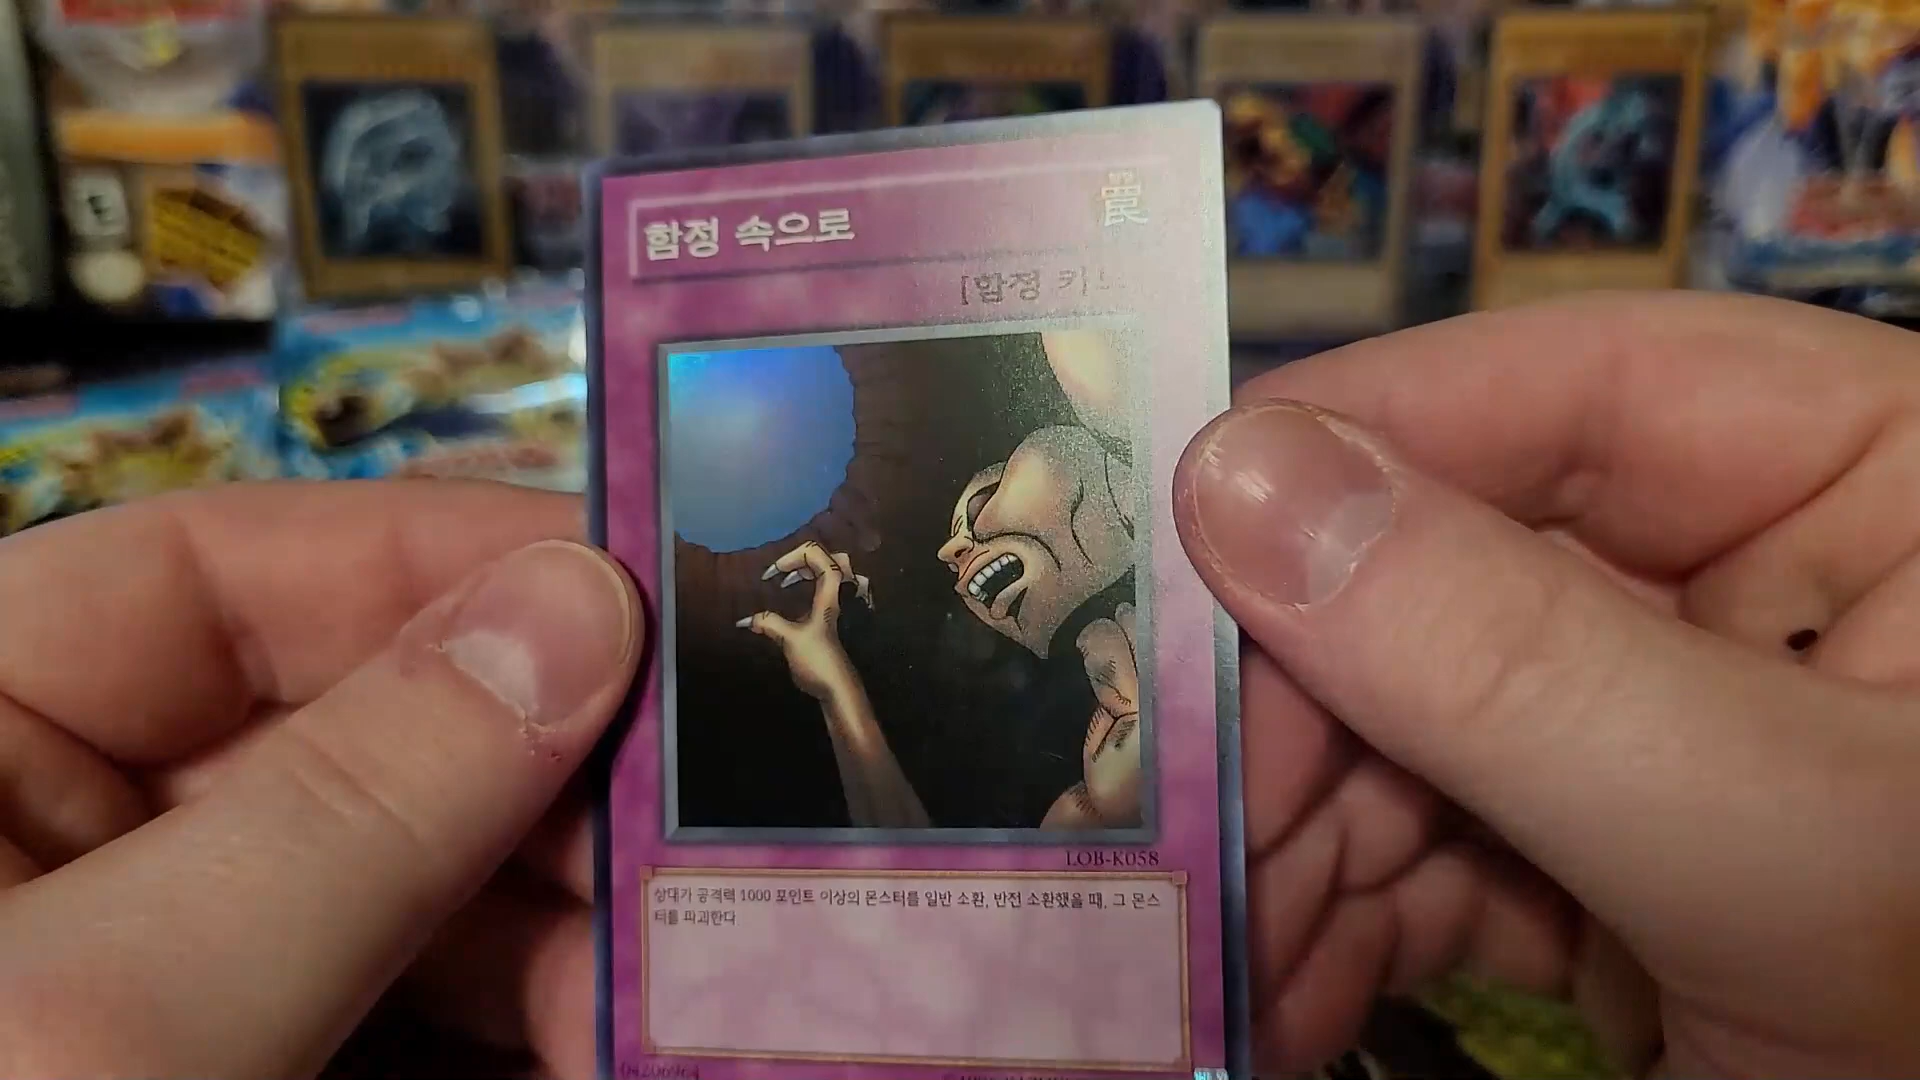 함정 속으로
罠
[함정 카드
LOB-K058
상대가 공격력 1000 포인트 이상의 몬스터를 일반 소환, 반전 소환했을 때, 그 몬스
터를 파괴한다.
04206964